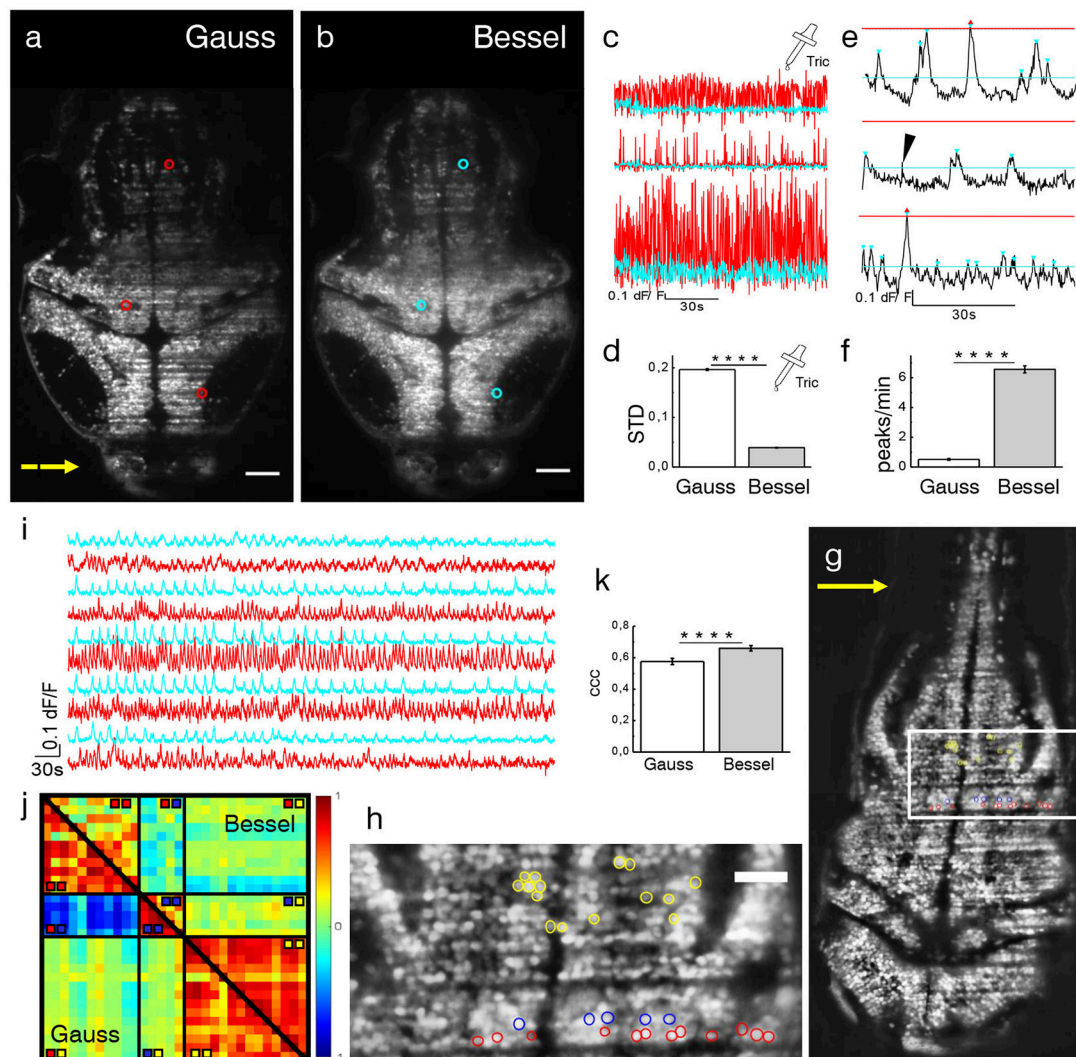 a Gauss
b Bessel
c
Tric
0.1 dF/ F
30s
e
0.1 dF/ F
30s
d
* * * *
Tric
STD
0,2
0,1
0,0
Gauss Bessel
f
* * * *
peaks/min
6
4
2
0
Gauss Bessel
i
0.1 dF/F
30s
k
* * * *
ccc
0,8
0,6
0,4
0,2
0,0
Gauss Bessel
g
j
Bessel
Gauss
1
0
h